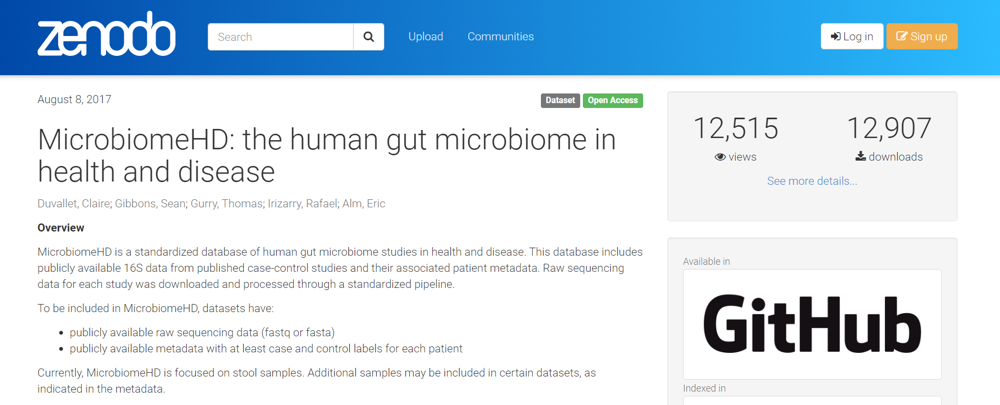 zenodo
Search
Upload
Communities
Log in
Sign up
August 8, 2017
Dataset
Open Access
MicrobiomeHD: the human gut microbiome in
health and disease
Duvallet, Claire; Gibbons, Sean; Gurry, Thomas; Irizarry, Rafael; Alm, Eric
Overview
MicrobiomeHD is a standardized database of human gut microbiome studies in health and disease. This database includes
publicly available 16S data from published case-control studies and their associated patient metadata. Raw sequencing
data for each study was downloaded and processed through a standardized pipeline.
To be included in MicrobiomeHD, datasets have:
• publicly available raw sequencing data (fastq or fasta)
• publicly available metadata with at least case and control labels for each patient
Currently, MicrobiomeHD is focused on stool samples. Additional samples may be included in certain datasets, as
indicated in the metadata.
12,515
views
12,907
downloads
See more details...
Available in
GitHub
Indexed in